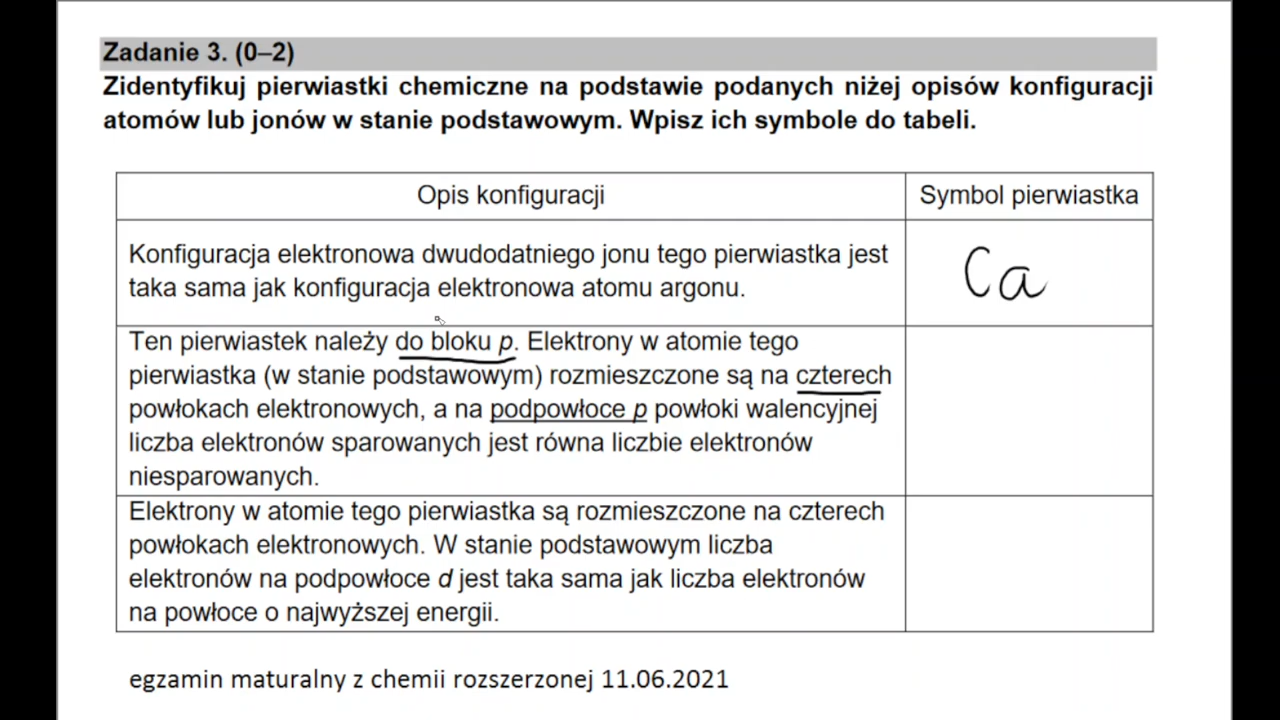 Zadanie 3. (0–2)
Zidentyfikuj pierwiastki chemiczne na podstawie podanych niżej opisów konfiguracji
atomów lub jonów w stanie podstawowym. Wpisz ich symbole do tabeli.
Opis konfiguracji
Symbol pierwiastka
Konfiguracja elektronowa dwudodatniego jonu tego pierwiastka jest
taka sama jak konfiguracja elektronowa atomu argonu.
Ca
Ten pierwiastek należy do bloku p. Elektrony w atomie tego
pierwiastka (w stanie podstawowym) rozmieszczone są na czterech
powłokach elektronowych, a na podpowłoce p powłoki walencyjnej
liczba elektronów sparowanych jest równa liczbie elektronów
niesparowanych.
Elektrony w atomie tego pierwiastka są rozmieszczone na czterech
powłokach elektronowych. W stanie podstawowym liczba
elektronów na podpowłoce d jest taka sama jak liczba elektronów
na powłoce o najwyższej energii.
egzamin maturalny z chemii rozszerzonej 11.06.2021